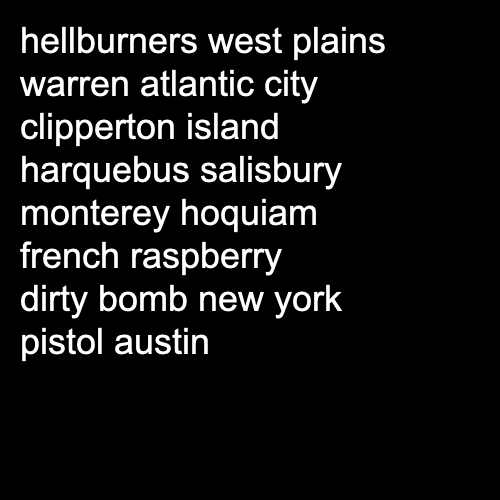 hellburners west plains
warren atlantic city
clipperton island
harquebus salisbury
monterey hoquiam
french raspberry
dirty bomb new york
pistol austin